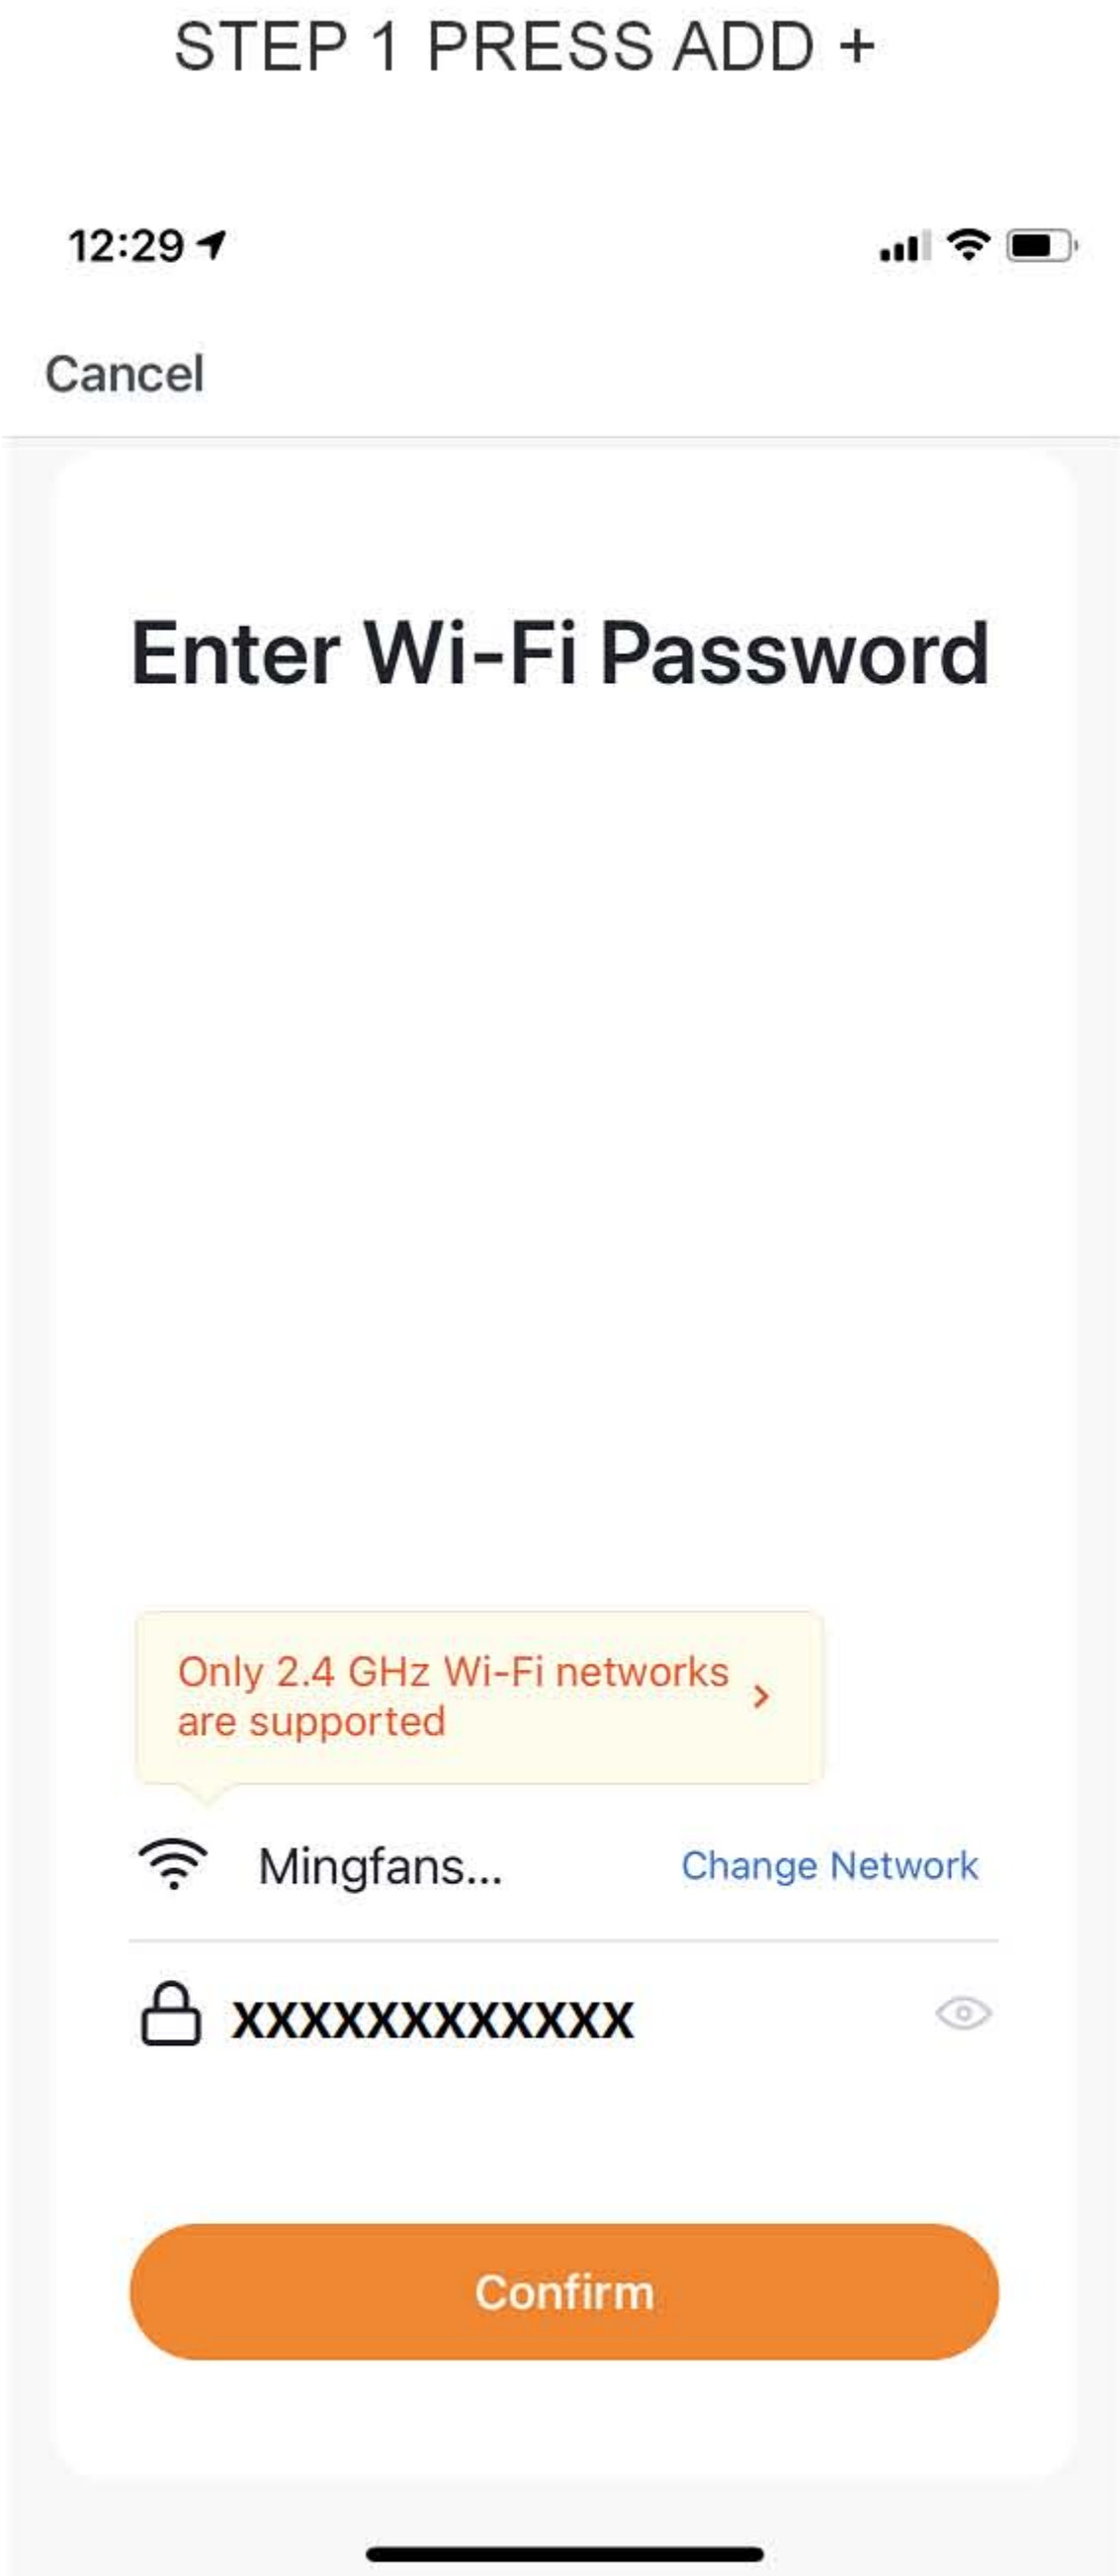 STEP 1 PRESS ADD +
12:29
Cancel
Enter Wi-Fi Password
Only 2.4 GHz Wi-Fi networks
are supported
Mingfans... Change Network
XXXXXXXXXXXX
Confirm